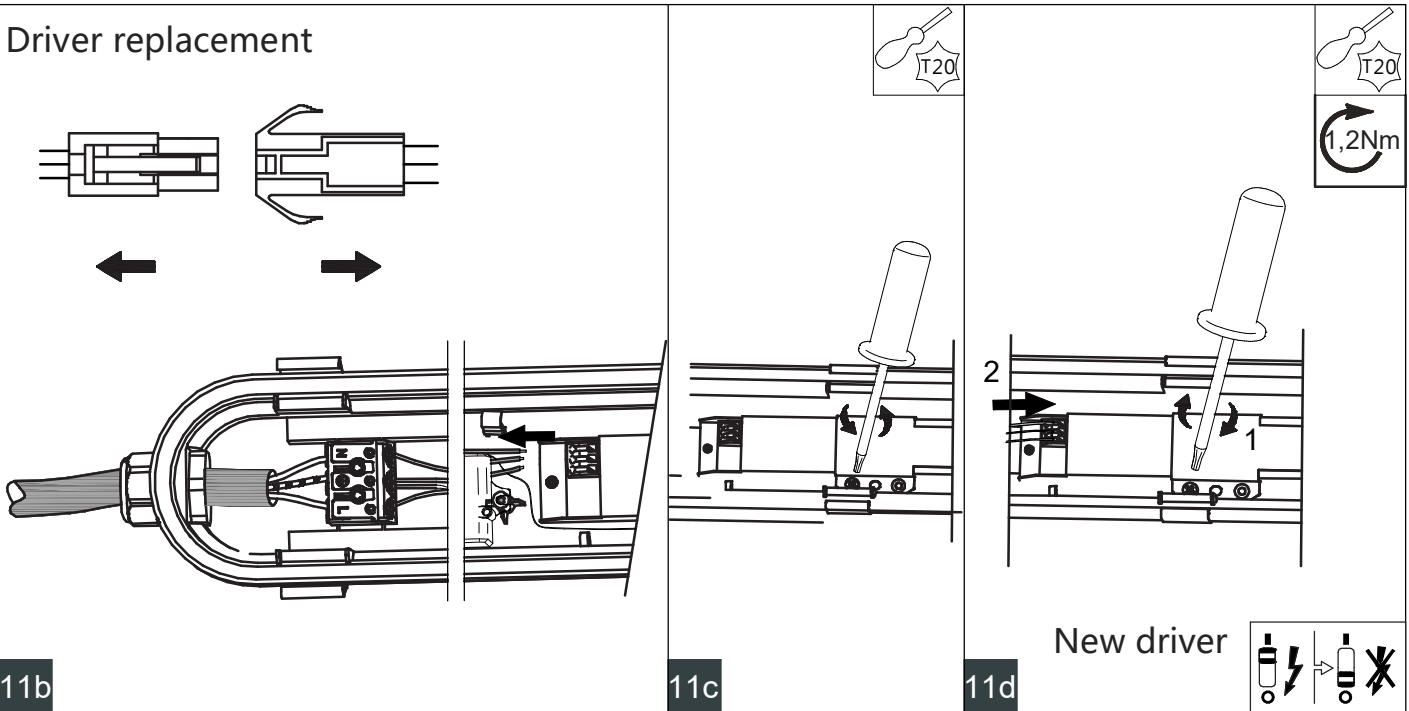 Driver replacement
N
L
11b
T20
11c
T20
1,2Nm
2
1
New driver
11d